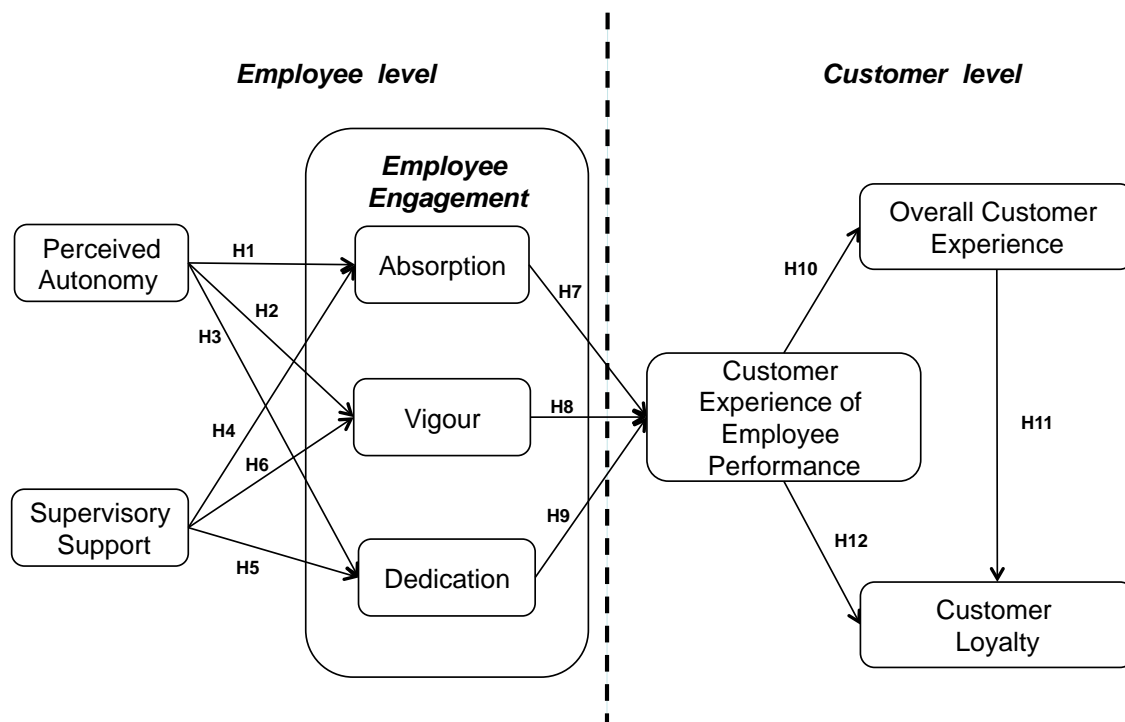 Employee level
Customer level
Employee
Engagement
Perceived
Autonomy
Supervisory
Support
H1
H2
H3
H4
H6
H5
Absorption
Vigour
Dedication
H7
H8
H9
Customer
Experience of
Employee
Performance
H10
H12
Overall Customer
Experience
H11
Customer
Loyalty